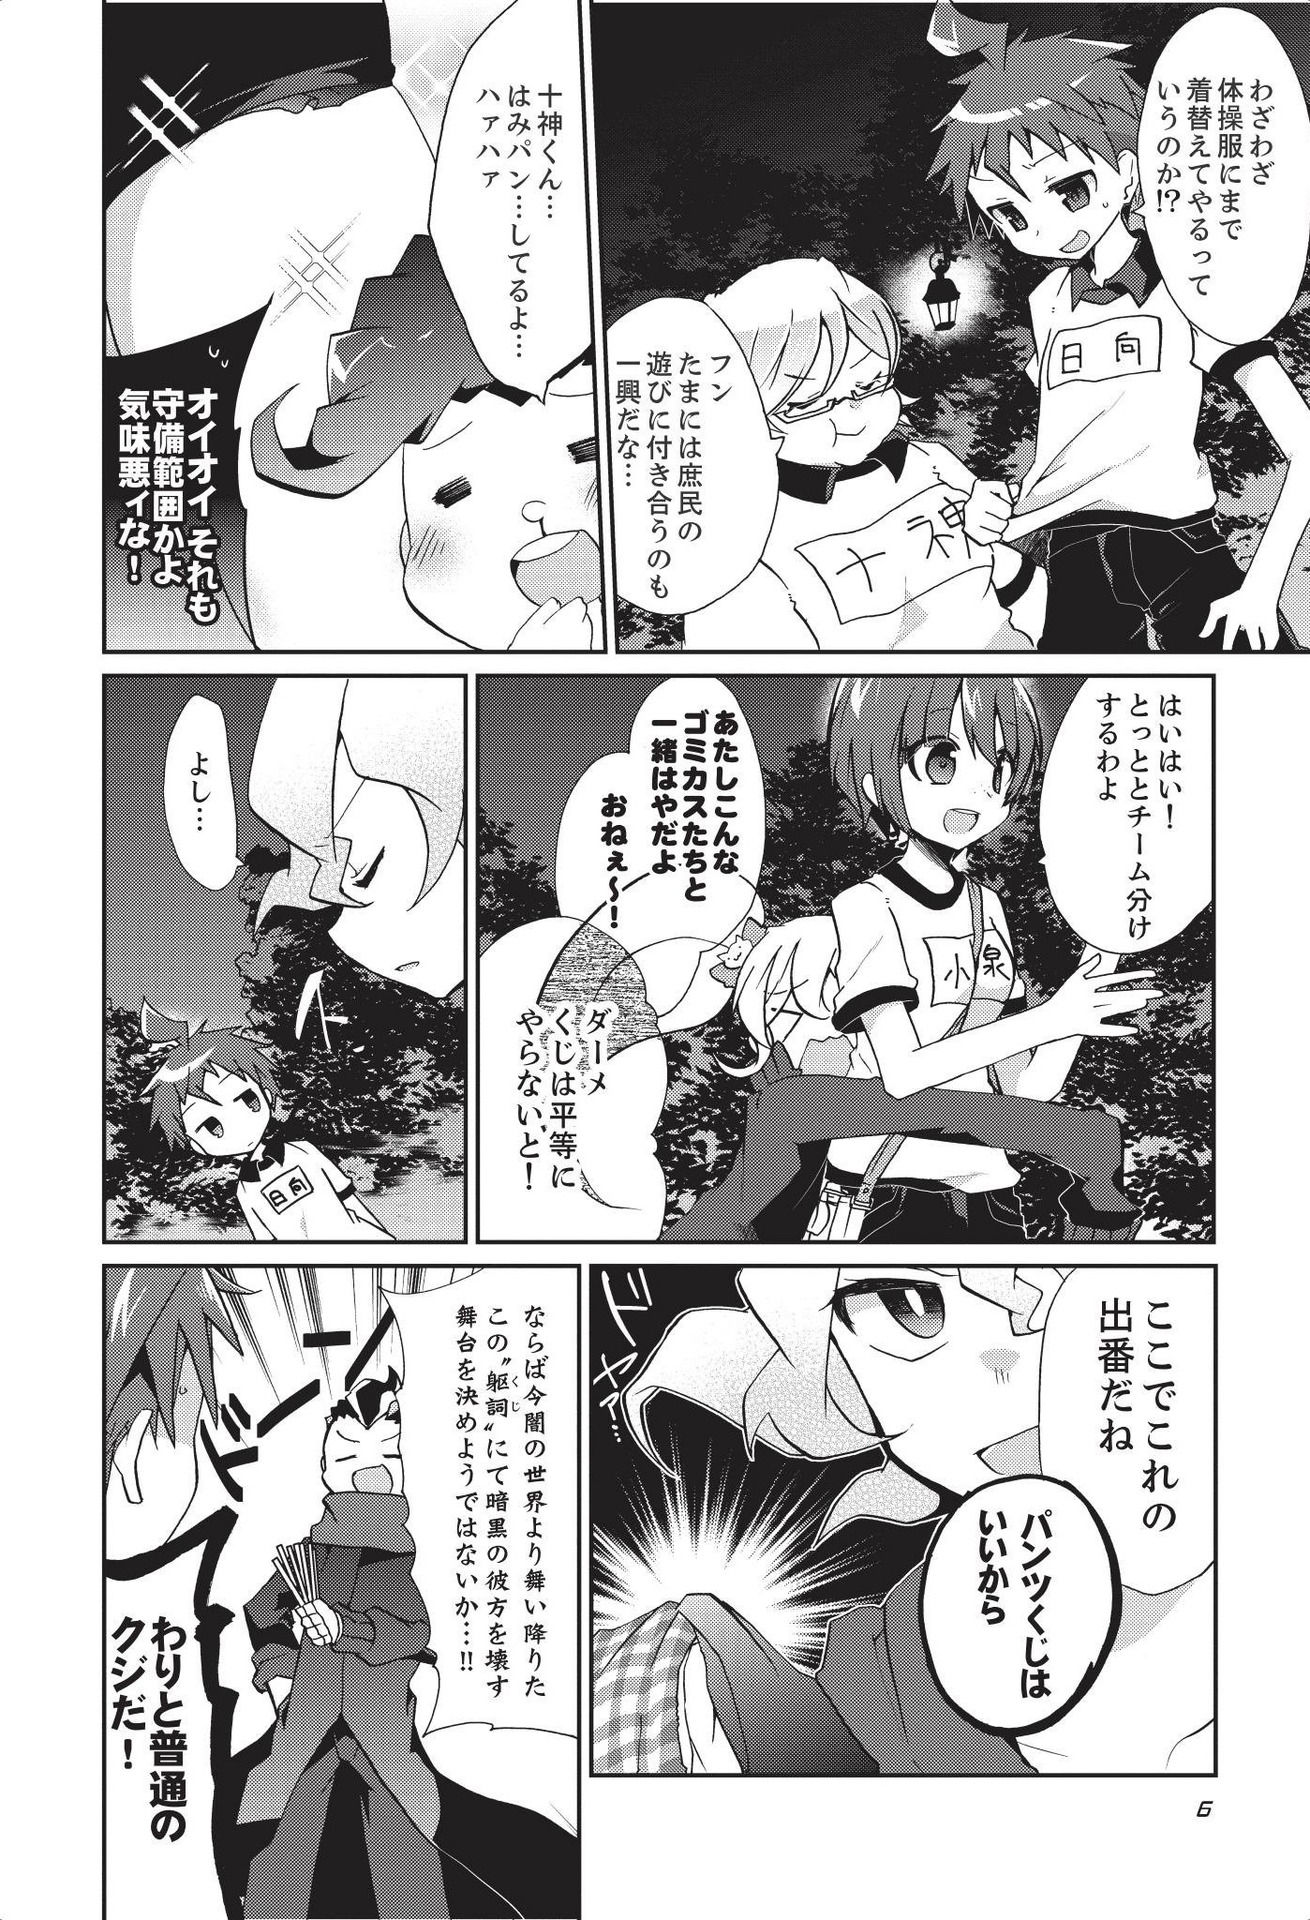 わざわざ
体操服にまで
着替えてやるって
いうのか!?
日向
フン
たまには庶民の
遊びに付き合うのも
一興だな…
十神
十神くん…
はみパン…してるよ…
ハァハァ
オイオイ それも
守備範囲かよ
気味悪ィな！
はいはい！
とっととチーム分け
するわよ
小泉
あたしこんな
ゴミカスたちと
一緒はやだよ
おねぇ〜！
ダーメ
くじは平等に
やらないと！
よし…
日向
ここでこれの
出番だね
パンツくじは
いいから
ドヤァ…
ならば今闇の世界より舞い降りた
この〝躯詞〟にて暗黒の彼方を壊す
くじ
舞台を決めようではないか…!!
バーン
わりと普通の
クジだ！
6